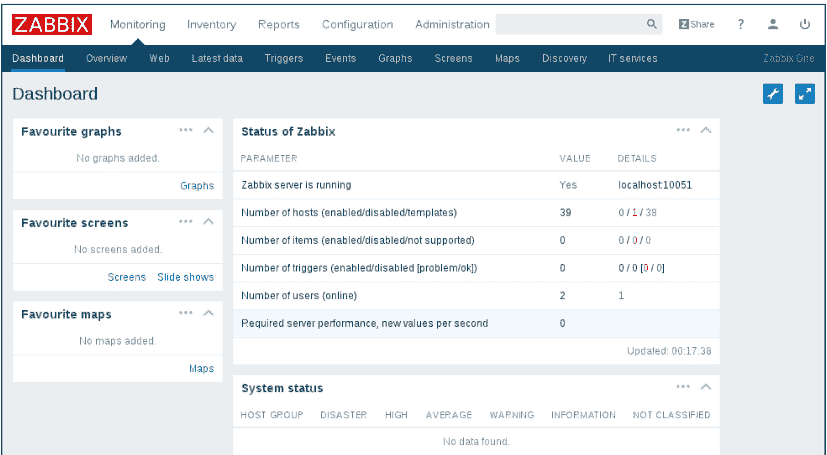 ZABBIX Monitoring Inventory Reports Configuration Administration Z Share ?
Dashboard Overview Web Latest data Triggers Events Graphs Screens Maps Discovery IT services Zabbix One
Dashboard
Favourite graphs
No graphs added.
Graphs
Favourite screens
No screens added.
Screens Slide shows
Favourite maps
No maps added.
Maps
Status of Zabbix
PARAMETER VALUE DETAILS
Zabbix server is running Yes localhost:10051
Number of hosts (enabled/disabled/templates) 39 0 / 1 / 38
Number of items (enabled/disabled/not supported) 0 0 / 0 / 0
Number of triggers (enabled/disabled [problem/ok]) 0 0 / 0 [0 / 0]
Number of users (online) 2 1
Required server performance, new values per second 0
Updated: 00:17:38
System status
HOST GROUP DISASTER HIGH AVERAGE WARNING INFORMATION NOT CLASSIFIED
No data found.